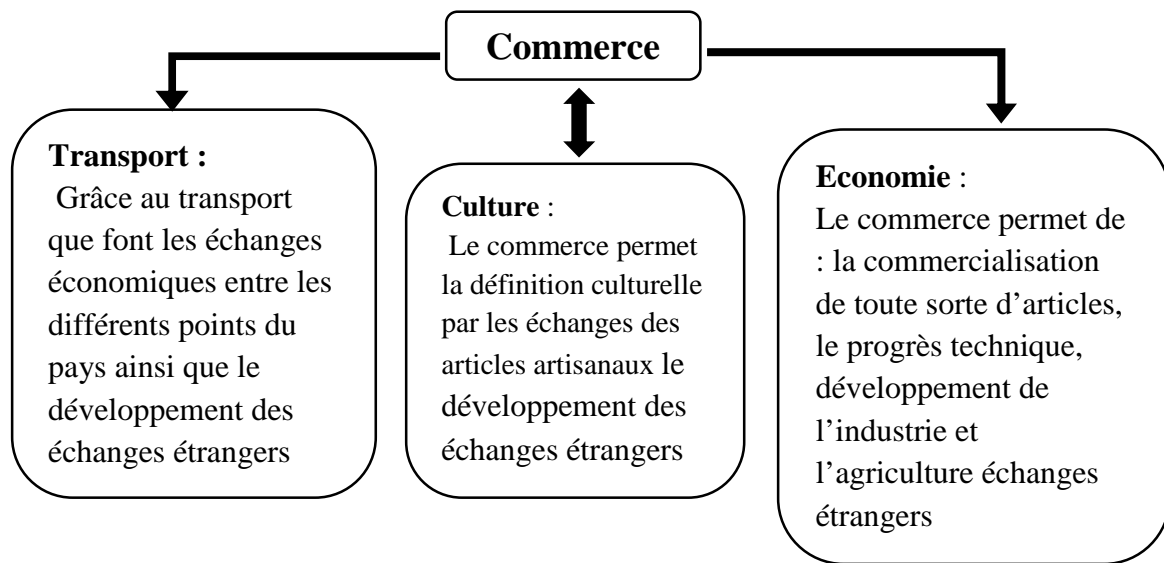 Commerce
Transport :
Grâce au transport
que font les échanges
économiques entre les
différents points du
pays ainsi que le
développement des
échanges étrangers
Culture :
Le commerce permet
la définition culturelle
par les échanges des
articles artisanaux le
développement des
échanges étrangers
Economie :
Le commerce permet de
: la commercialisation
de toute sorte d’articles,
le progrès technique,
développement de
l’industrie et
l’agriculture échanges
étrangers